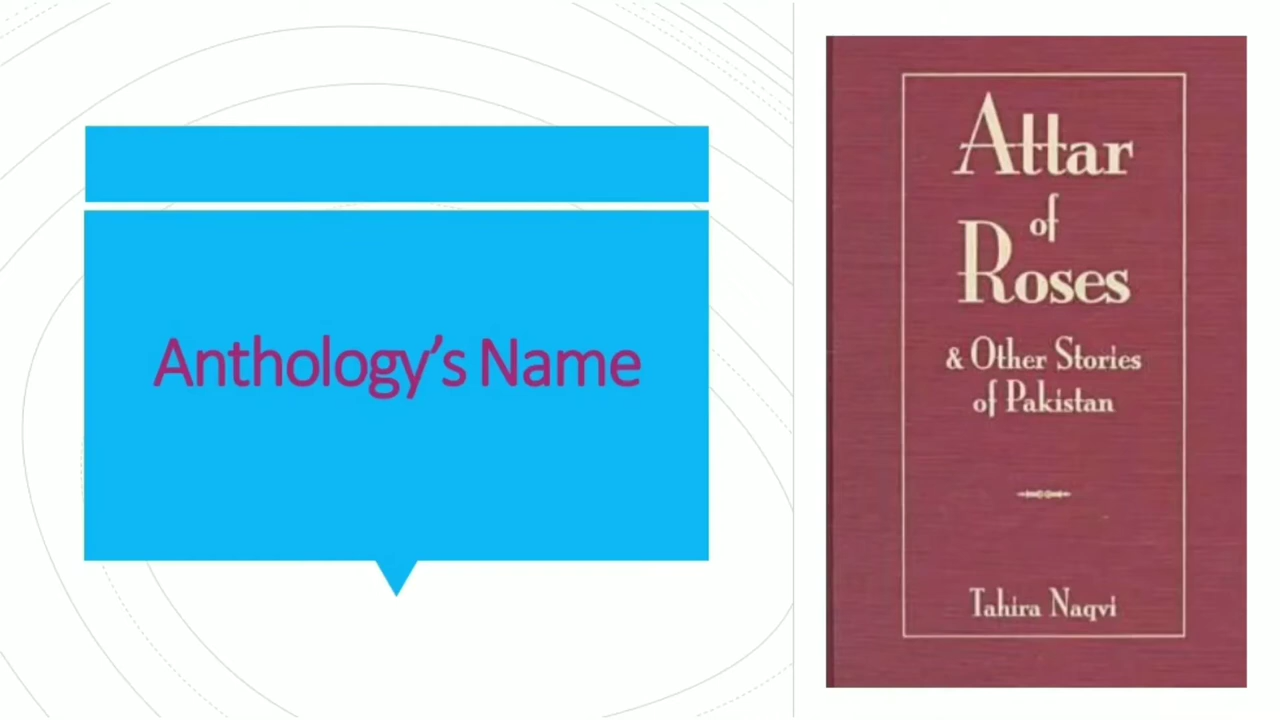 Anthology's Name
Attar
of
Roses
& Other Stories
of Pakistan
Tahira Naqvi